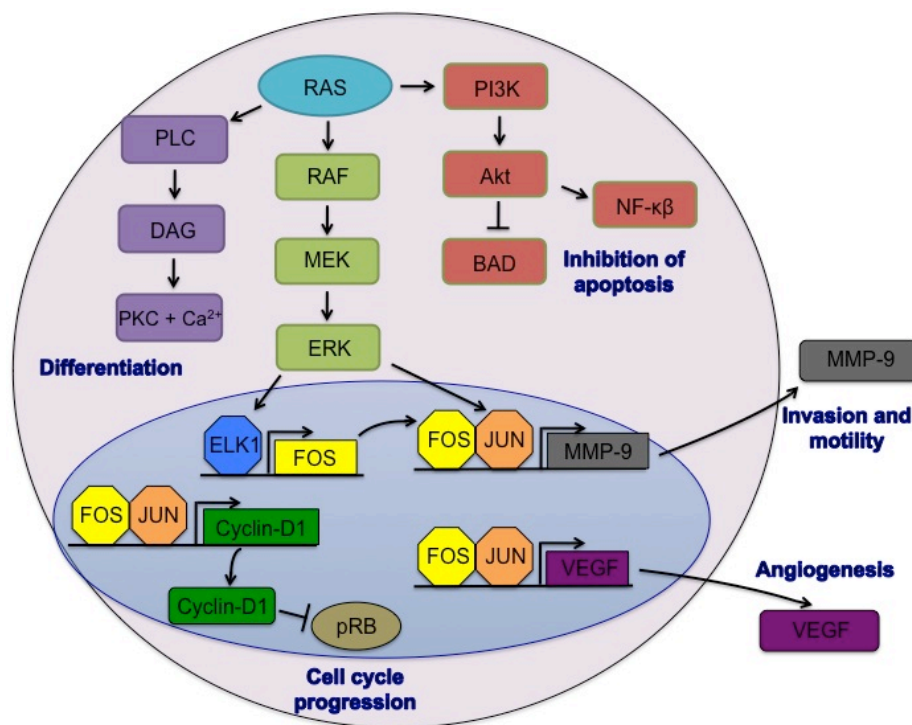 RAS
PI3K
PLC
RAF
Akt
NF-κβ
DAG
MEK
BAD
Inhibition of
apoptosis
PKC + Ca²⁺
ERK
Differentiation
MMP-9
Invasion and
motility
ELK1
FOS
FOS
JUN
MMP-9
FOS
JUN
Cyclin-D1
FOS
JUN
VEGF
Angiogenesis
Cyclin-D1
pRB
VEGF
Cell cycle
progression